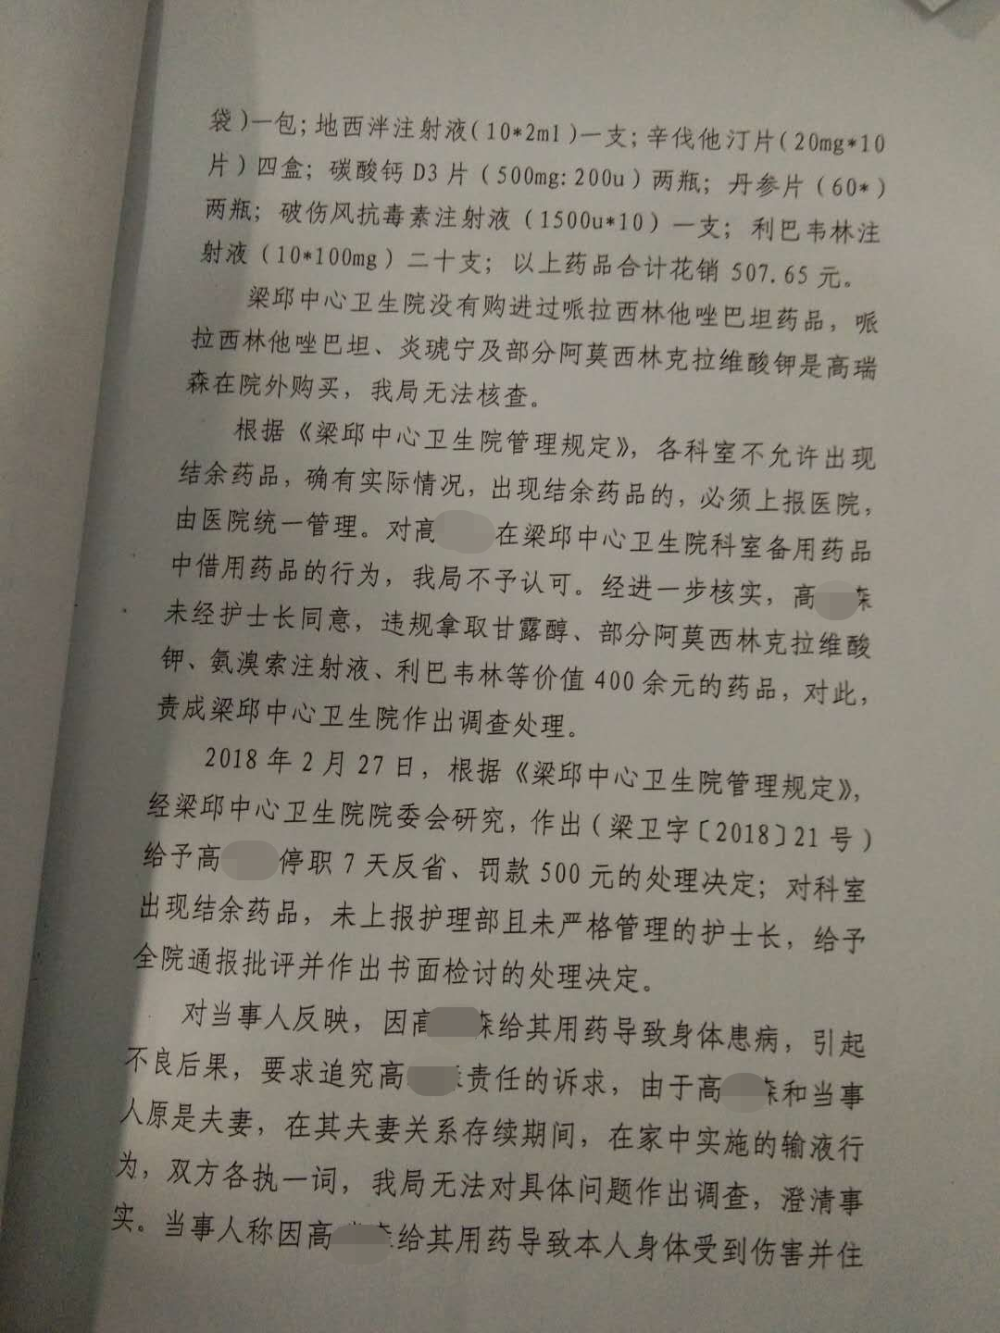 袋)一包;地西泮注射液(10*2ml)一支;辛伐他汀片(20mg*10
片)四盒；碳酸钙D3片（500mg:200u）两瓶；丹参片（60*）
两瓶；破伤风抗毒素注射液（1500u*10）一支；利巴韦林注
射液（10*100mg）二十支；以上药品合计花销507.65元。
梁邱中心卫生院没有购进过哌拉西林他唑巴坦药品，哌
拉西林他唑巴坦、炎琥宁及部分阿莫西林克拉维酸钾是高瑞
森在院外购买，我局无法核查。
根据《梁邱中心卫生院管理规定》，各科室不允许出现
结余药品，确有实际情况，出现结余药品的，必须上报医院，
由医院统一管理。对高 在梁邱中心卫生院科室备用药品
中借用药品的行为，我局不予认可。经进一步核实，高
未经护士长同意，违规拿取甘露醇、部分阿莫西林克拉维酸
钾、氨溴索注射液、利巴韦林等价值400余元的药品，对此，
责成梁邱中心卫生院作出调查处理。
2018年2月27日，根据《梁邱中心卫生院管理规定》，
经梁邱中心卫生院院委会研究，作出（梁卫字〔2018〕21号）
给予高 停职7天反省、罚款500元的处理决定；对科室
出现结余药品，未上报护理部且未严格管理的护士长，给予
全院通报批评并作出书面检讨的处理决定。
对当事人反映，因高 给其用药导致身体患病，引起
不良后果，要求追究高 责任的诉求，由于高 和当事
人原是夫妻，在其夫妻关系存续期间，在家中实施的输液行
为，双方各执一词，我局无法对具体问题作出调查，澄清事
实。当事人称因高 给其用药导致本人身体受到伤害并住